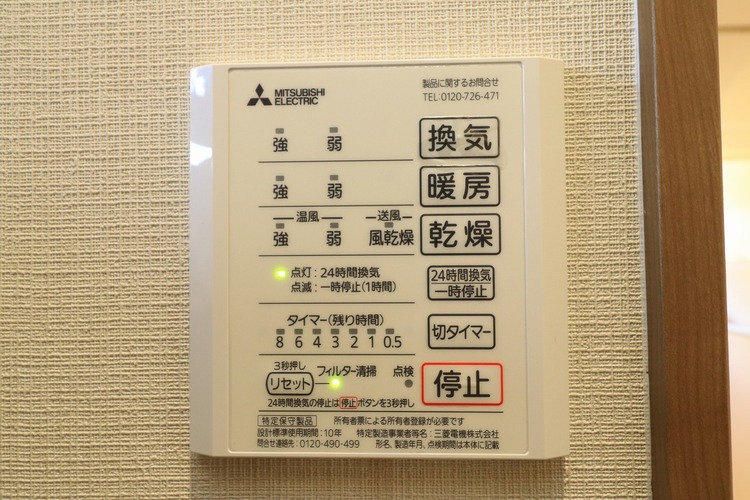 MITSUBISHI
ELECTRIC
製品に関するお問合せ
TEL:0120-726-471
強 弱 換気
強 弱 暖房
温風 送風
強 弱 風乾燥 乾燥
点灯：24時間換気
点滅：一時停止(1時間)
24時間換気
一時停止
タイマー(残り時間)
8 6 4 3 2 1 0.5
切タイマー
3秒押し
リセット フィルター清掃 点検
停止
24時間換気の停止は停止ボタンを3秒押し
特定保守製品 所有者票による所有者登録が必要です
設計標準使用期間：10年 特定製造事業者等名：三菱電機株式会社
問合せ連絡先：0120-490-499 形名、製造年月、点検期間は本体に記載